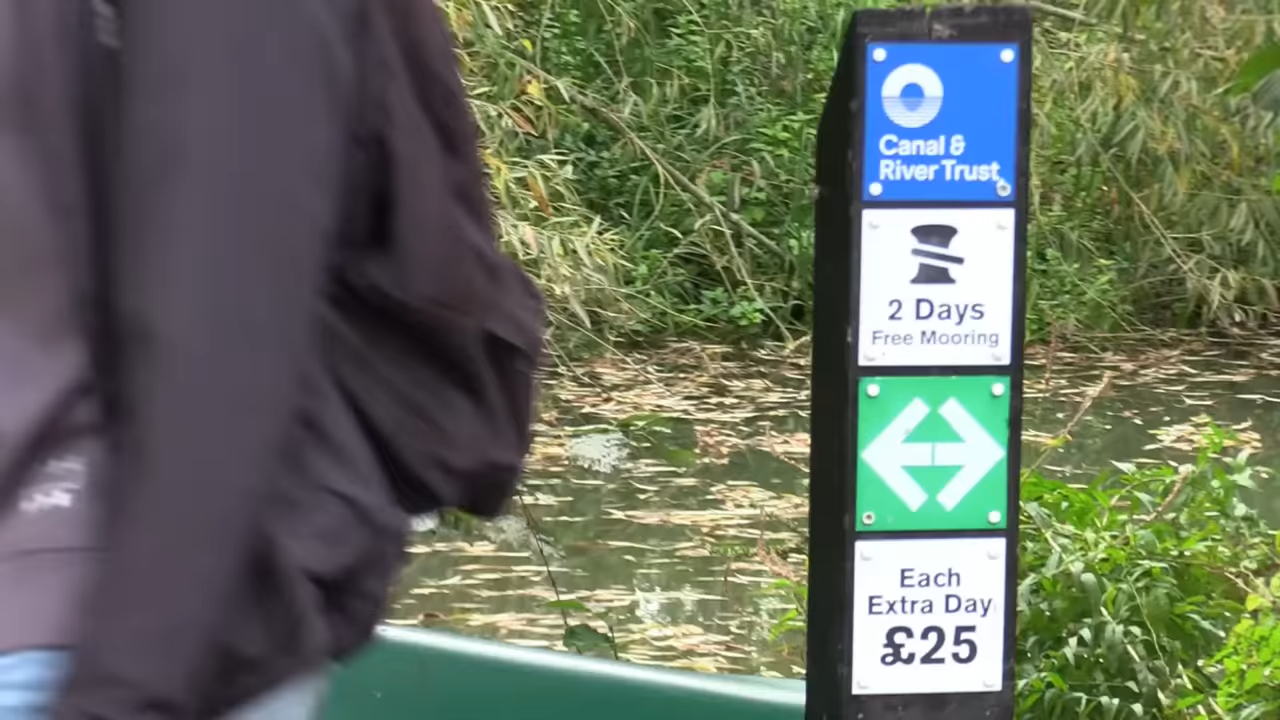 Canal &
River Trust
2 Days
Free Mooring
Each
Extra Day
£25